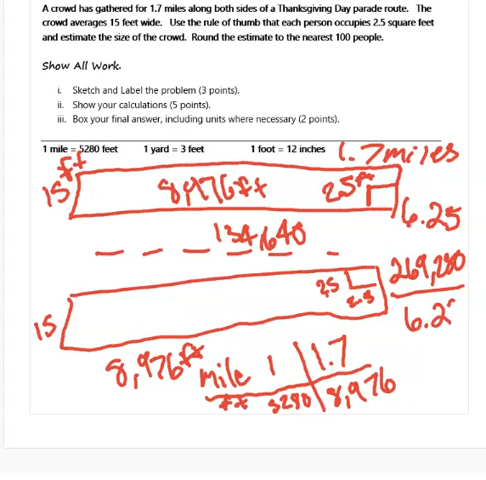 A crowd has gathered for 1.7 miles along both sides of a Thanksgiving Day parade route. The
crowd averages 15 feet wide. Use the rule of thumb that each person occupies 2.5 square feet
and estimate the size of the crowd. Round the estimate to the nearest 100 people.
Show All Work.
i. Sketch and Label the problem (3 points).
ii. Show your calculations (5 points).
iii. Box your final answer, including units where necessary (2 points).
1 mile = 5280 feet 1 yard = 3 feet 1 foot = 12 inches
1.7 miles
15 ft
8,976 ft
25 ft
6.25
134,640
269,280
6.2
2.5
2.5
15
8,976 ft
mile 1 1.7
ft 5280 8,976